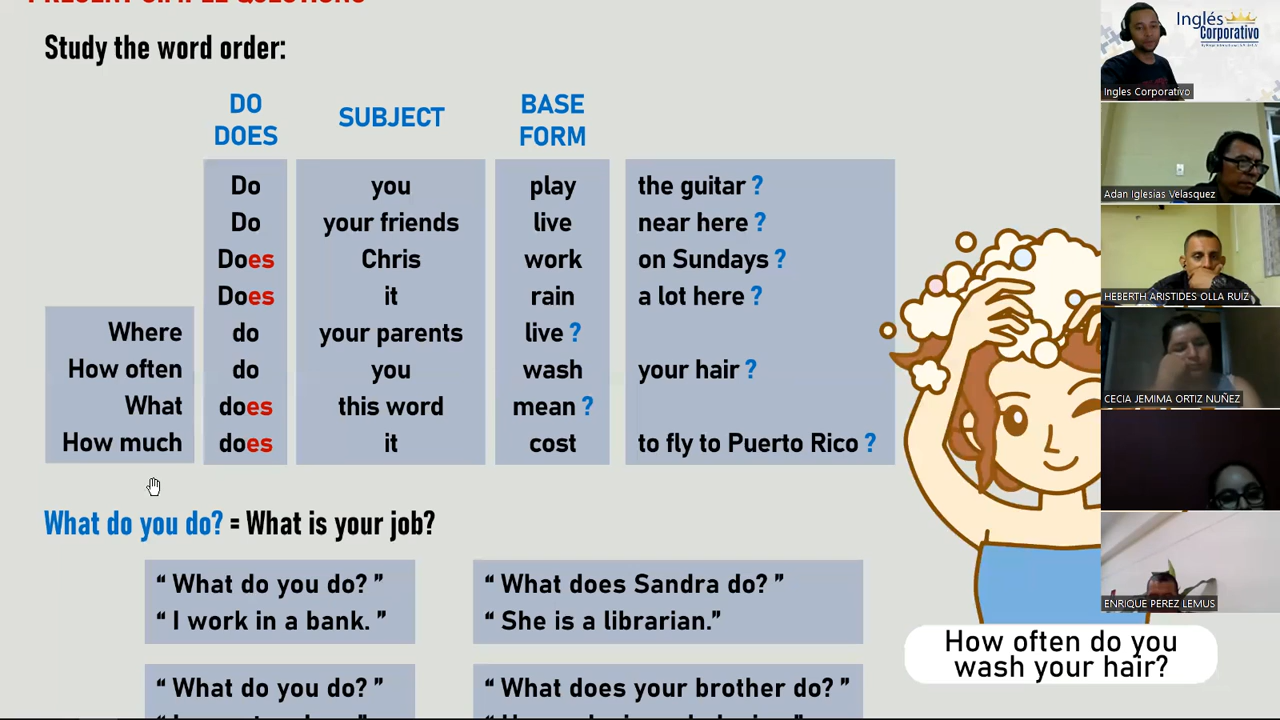 PRESENT SIMPLE QUESTIONS
Study the word order:
DO
DOES
SUBJECT
BASE
FORM
Do you play the guitar ?
Do your friends live near here ?
Does Chris work on Sundays ?
Does it rain a lot here ?
Where do your parents live ?
How often do you wash your hair ?
What does this word mean ?
How much does it cost to fly to Puerto Rico ?
What do you do? = What is your job?
“ What do you do? ”
“ I work in a bank. ”
“ What does Sandra do? ”
“ She is a librarian.”
“ What do you do? ”
“ What does your brother do? ”
How often do you
wash your hair?
Inglés
Corporativo
Ingles Corporativo
Adan Iglesias Velasquez
HEBERTH ARISTIDES OLLA RUIZ
CECIA JEMIMA ORTIZ NUÑEZ
ENRIQUE PEREZ LEMUS